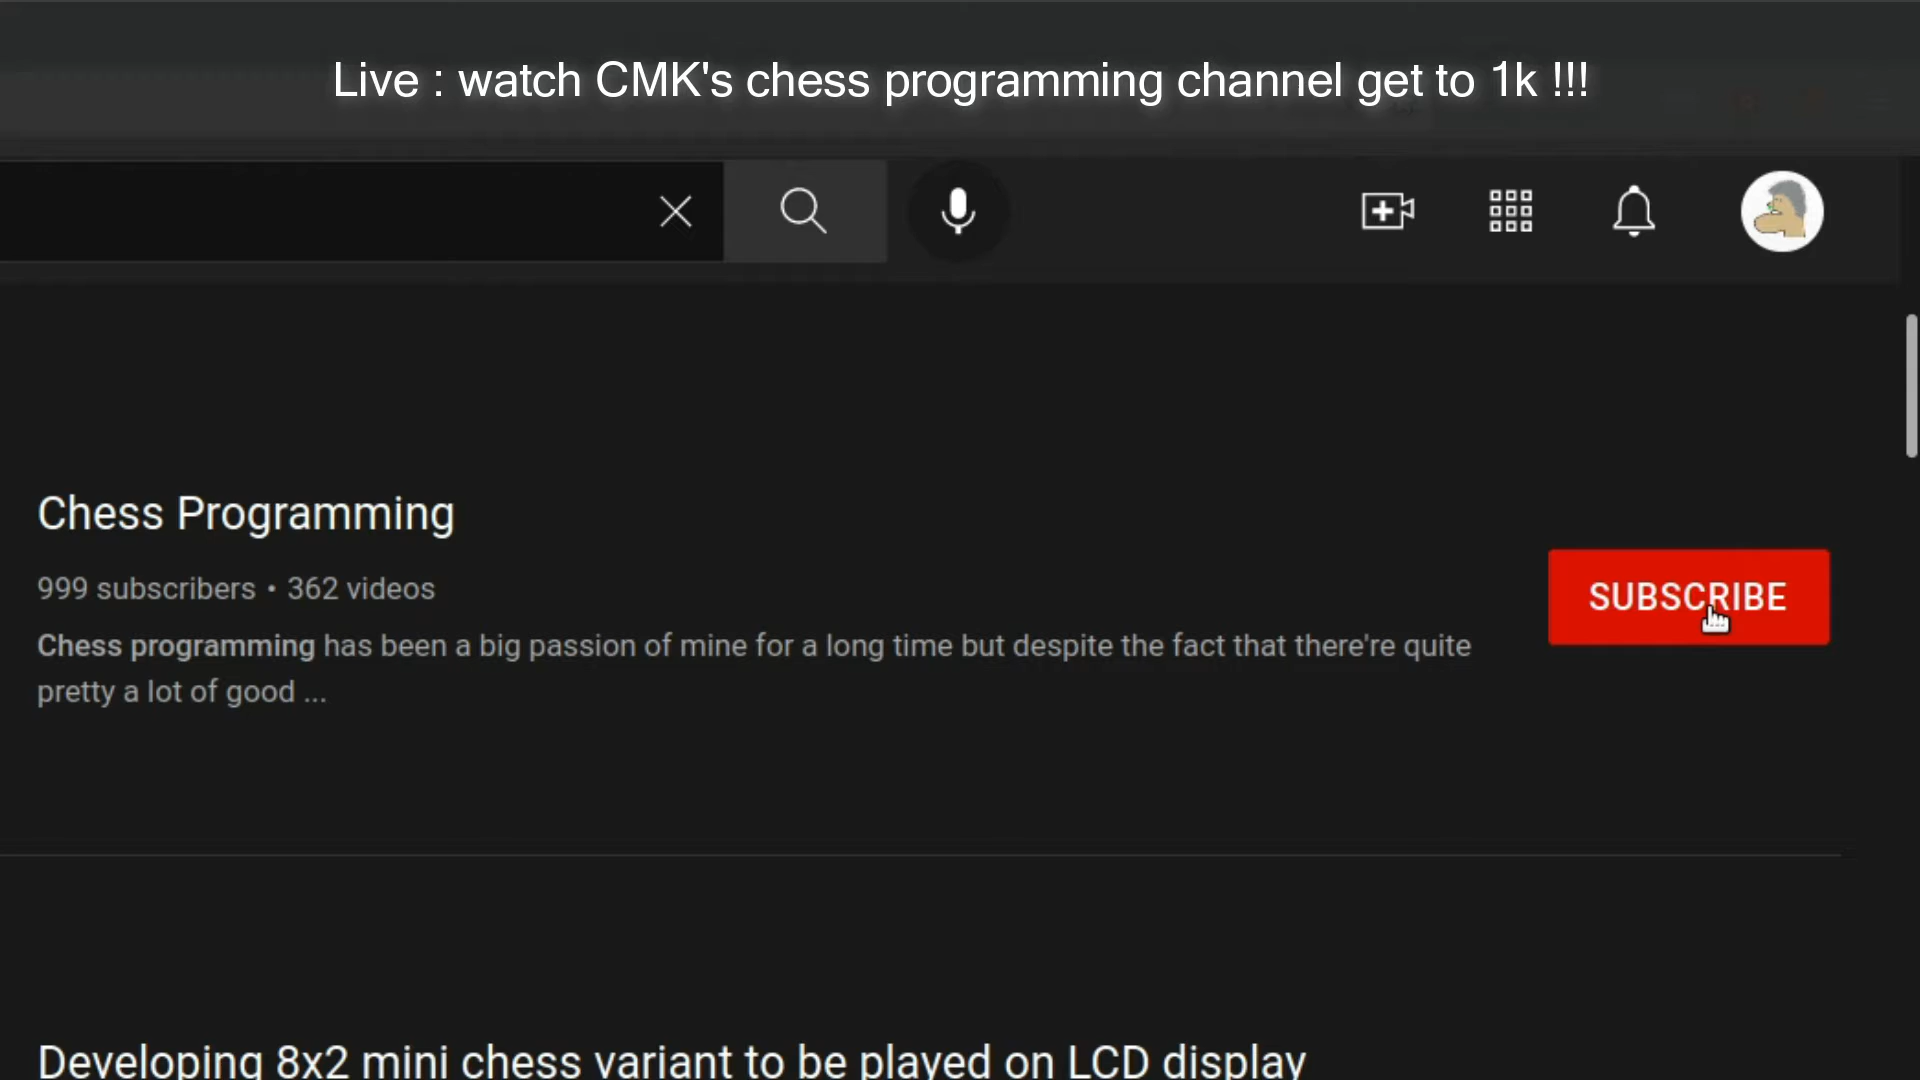 Live : watch CMK's chess programming channel get to 1k !!!
Chess Programming
999 subscribers • 362 videos
SUBSCRIBE
Chess programming has been a big passion of mine for a long time but despite the fact that there're quite
pretty a lot of good ...
Developing 8x2 mini chess variant to be played on LCD display